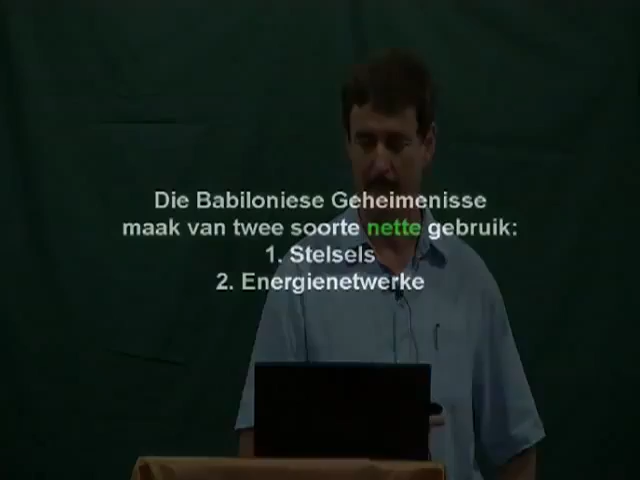 Die Babiloniese Geheimenisse
maak van twee soorte nette gebruik:
1. Stelsels
2. Energienetwerke